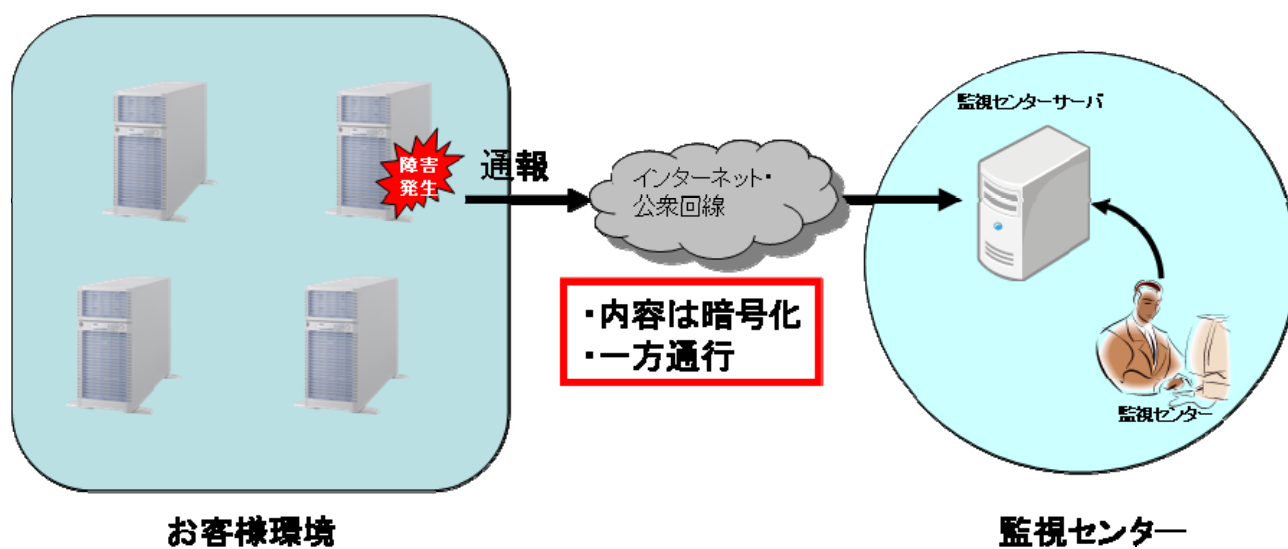 監視センターサーバ
障害
発生
通報
インターネット・
公衆回線
・内容は暗号化
・一方通行
監視センター
お客様環境
監視センター